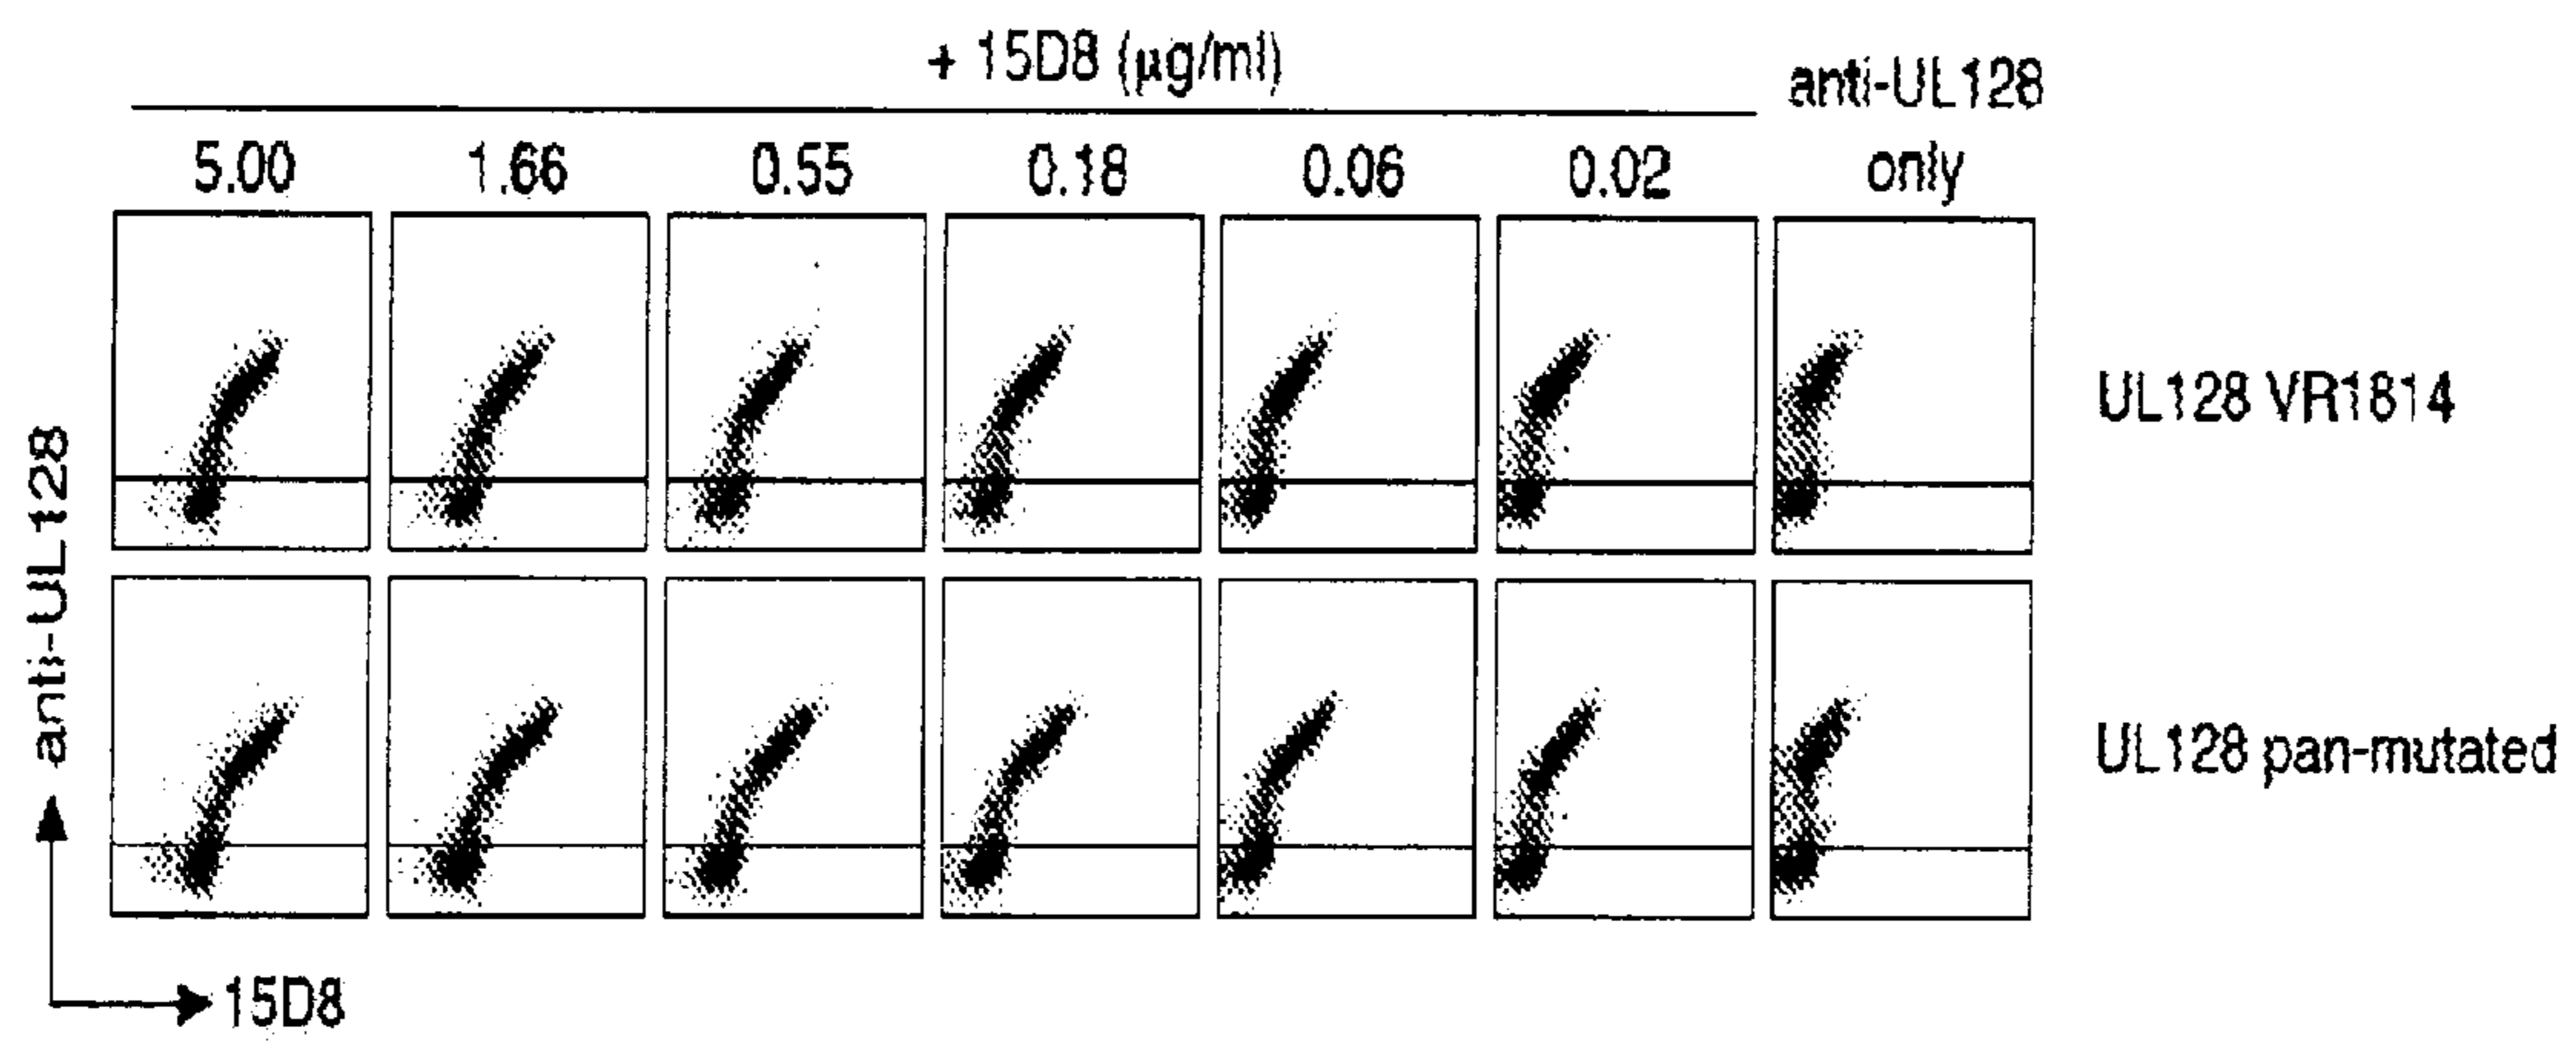 + 15D8 (µg/ml)
anti-UL128
only
5.00 1.66 0.55 0.18 0.06 0.02
UL128 VR1814
UL128 pan-mutated
anti-UL128
15D8